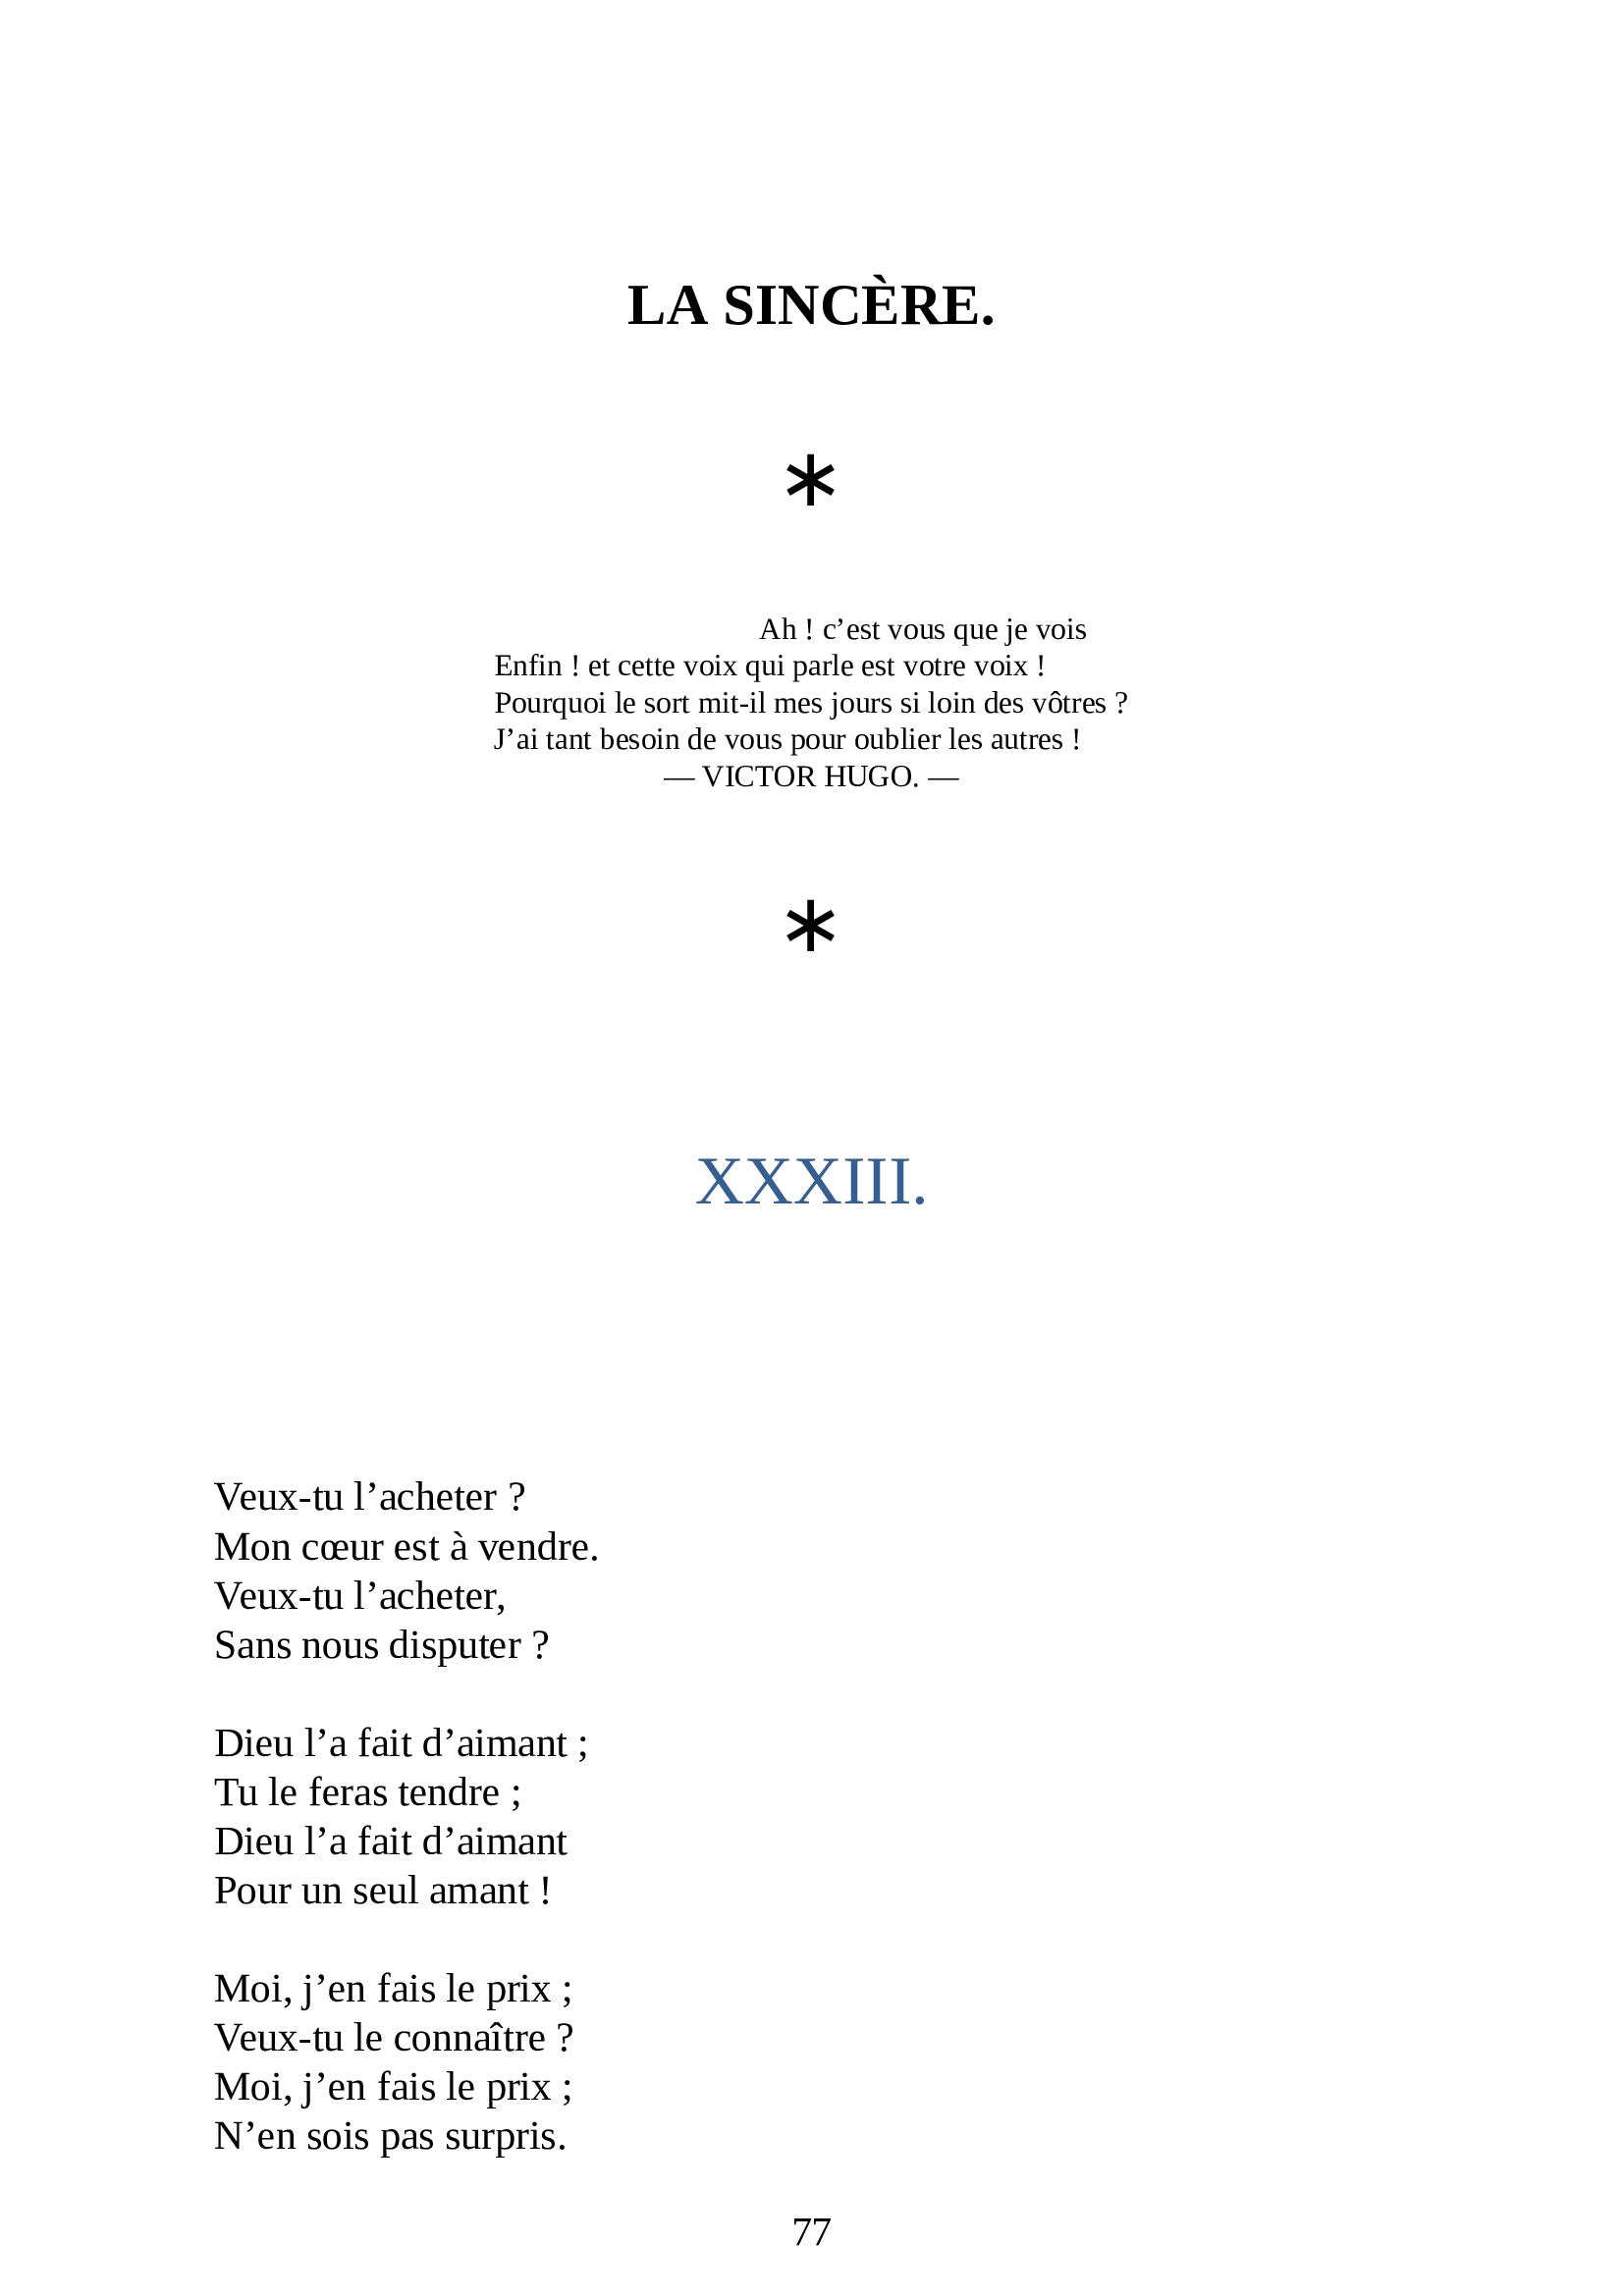 LA SINCÈRE.
*
Ah ! c’est vous que je vois
Enfin ! et cette voix qui parle est votre voix !
Pourquoi le sort mit-il mes jours si loin des vôtres ?
J’ai tant besoin de vous pour oublier les autres !
— VICTOR HUGO. —
*
XXXIII.
Veux-tu l’acheter ?
Mon cœur est à vendre.
Veux-tu l’acheter,
Sans nous disputer ?
Dieu l’a fait d’aimant ;
Tu le feras tendre ;
Dieu l’a fait d’aimant
Pour un seul amant !
Moi, j’en fais le prix ;
Veux-tu le connaître ?
Moi, j’en fais le prix ;
N’en sois pas surpris.
77